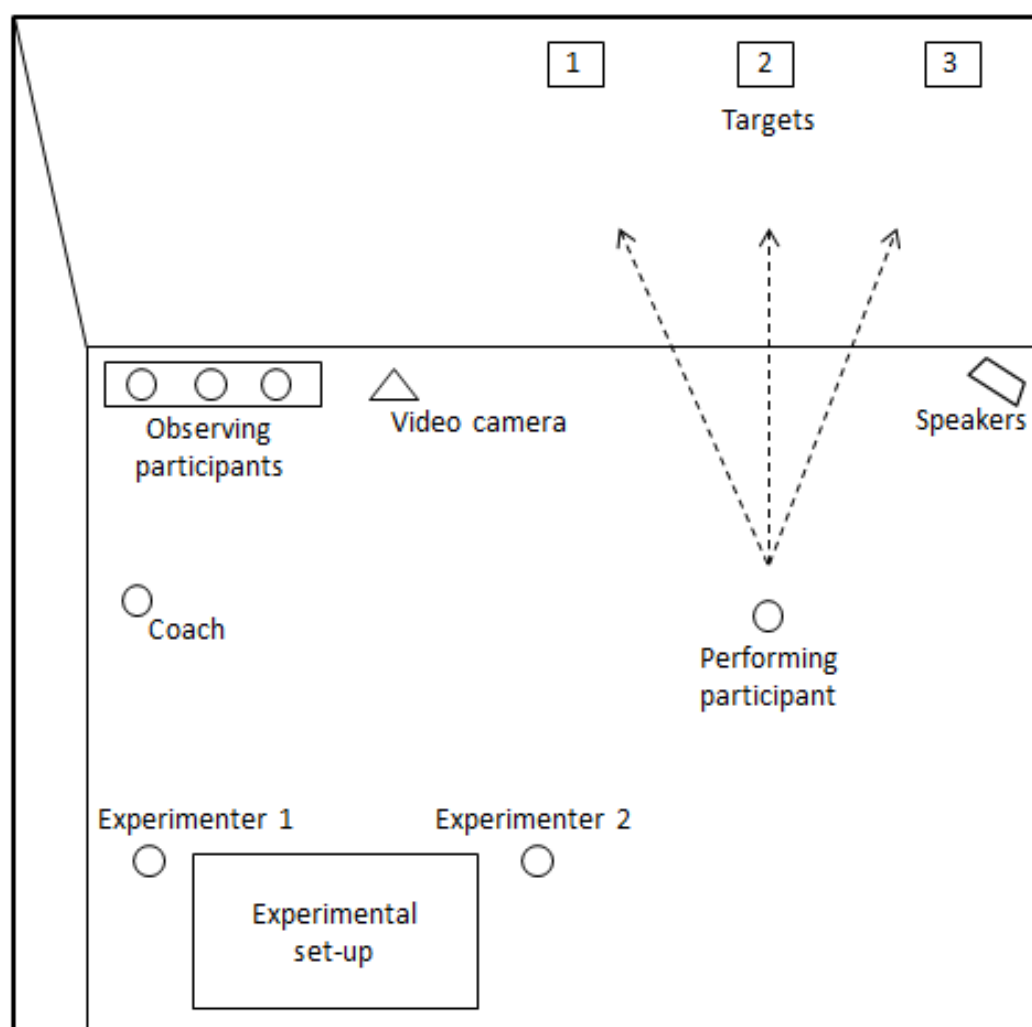 1
2
3
Targets
Observing
participants
Video camera
Speakers
Coach
Performing
participant
Experimenter 1
Experimenter 2
Experimental
set-up